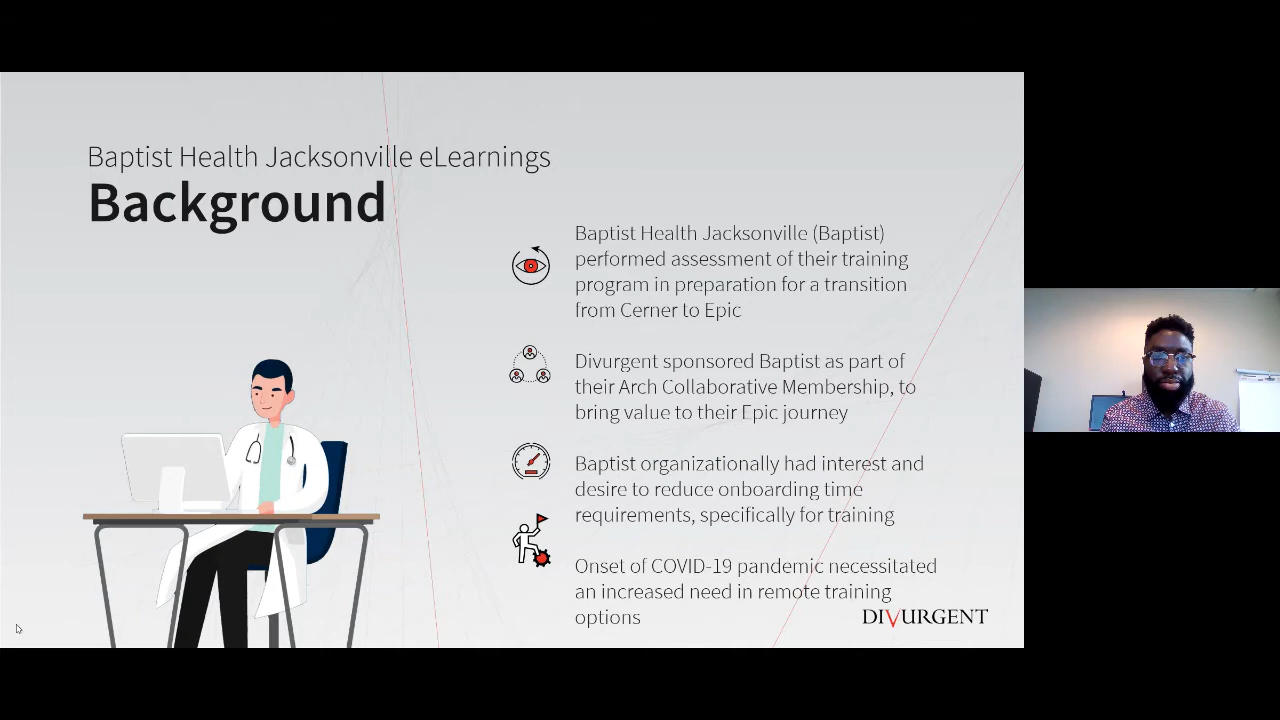 Baptist Health Jacksonville eLearnings
Background
Baptist Health Jacksonville (Baptist)
performed assessment of their training
program in preparation for a transition
from Cerner to Epic
Divurgent sponsored Baptist as part of
their Arch Collaborative Membership, to
bring value to their Epic journey
Baptist organizationally had interest and
desire to reduce onboarding time
requirements, specifically for training
Onset of COVID-19 pandemic necessitated
an increased need in remote training
options
DIVURGENT